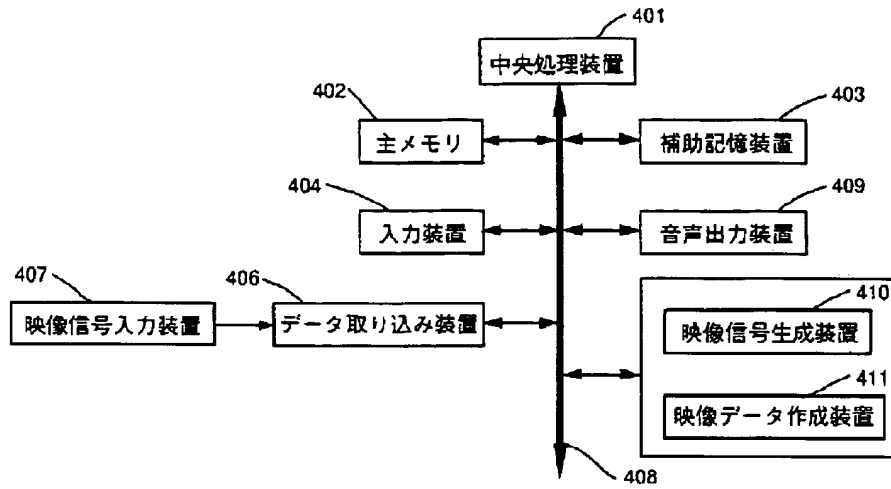 401
中央処理装置
402
主メモリ
403
補助記憶装置
404
入力装置
409
音声出力装置
407
映像信号入力装置
406
データ取り込み装置
410
映像信号生成装置
411
映像データ作成装置
408